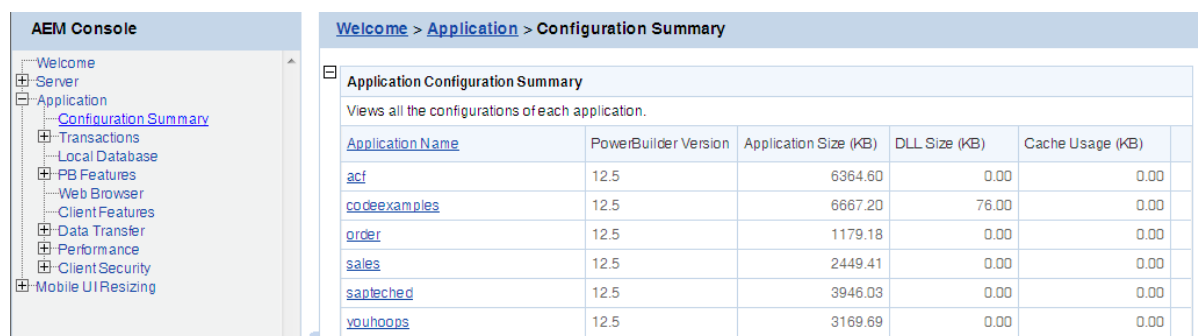 AEM Console
Welcome
Server
Application
Configuration Summary
Transactions
Local Database
PB Features
Web Browser
Client Features
Data Transfer
Performance
Client Security
Mobile UI Resizing
Welcome > Application > Configuration Summary
Application Configuration Summary
Views all the configurations of each application.
Application Name PowerBuilder Version Application Size (KB) DLL Size (KB) Cache Usage (KB)
acf 12.5 6364.60 0.00 0.00
codeexamples 12.5 6667.20 76.00 0.00
order 12.5 1179.18 0.00 0.00
sales 12.5 2449.41 0.00 0.00
sapteched 12.5 3946.03 0.00 0.00
youhoops 12.5 3169.69 0.00 0.00